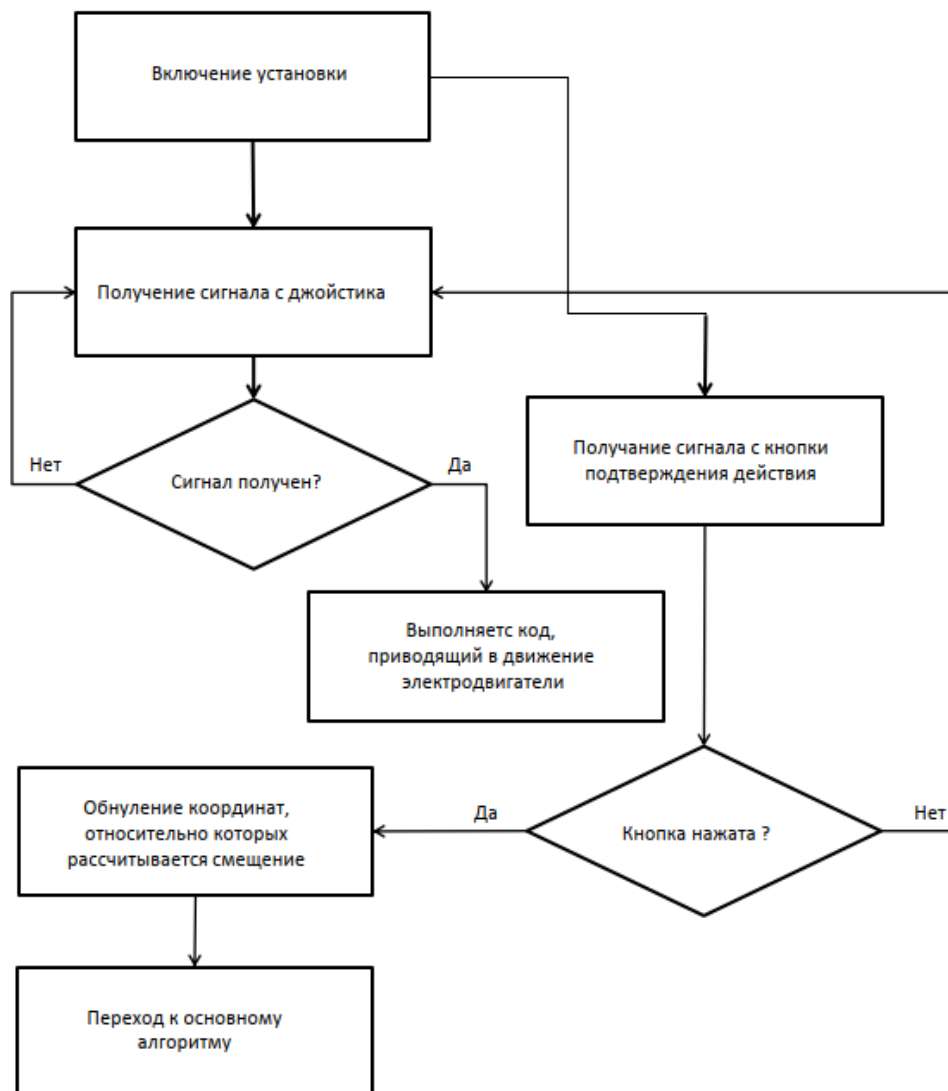 Включение установки
Получение сигнала с джойстика
Нет
Сигнал получен?
Да
Получание сигнала с кнопки
подтверждения действия
Выполняетс код,
приводящий в движение
электродвигатели
Обнуление координат,
относительно которых
рассчитывается смещение
Да
Кнопка нажата ?
Нет
Переход к основному
алгоритму